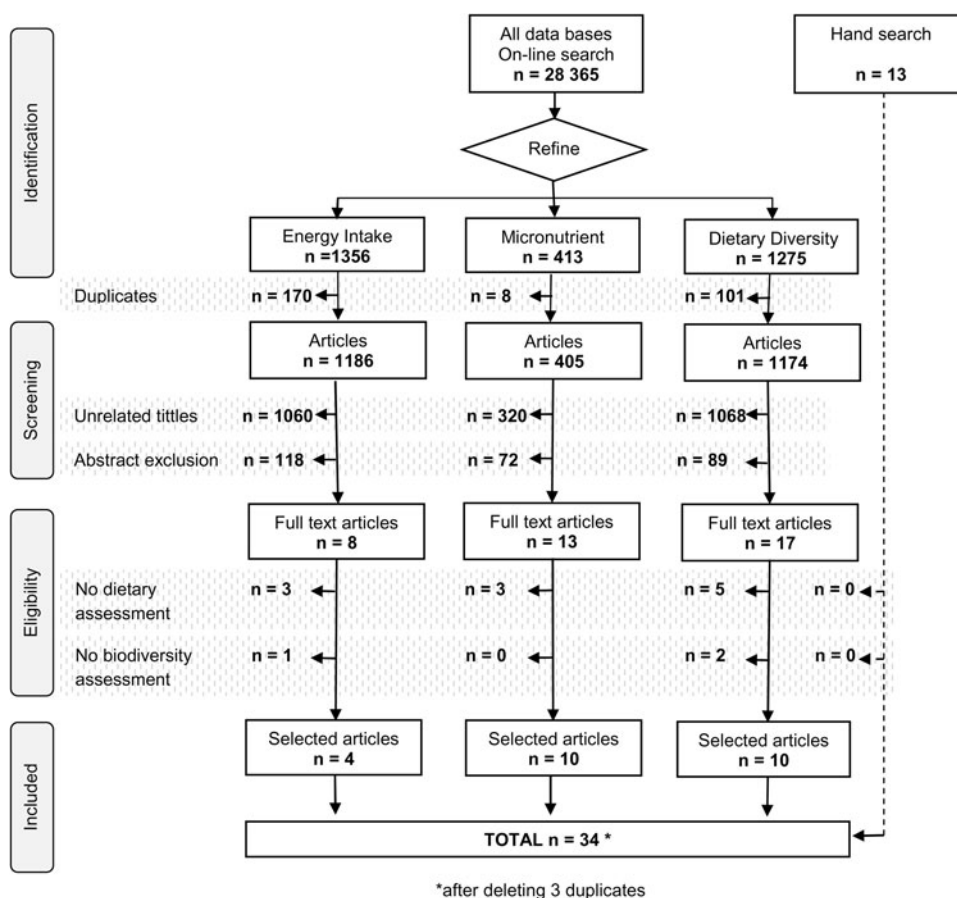 All data bases
On-line search
n = 28 365
Hand search
n = 13
Identification
Refine
Energy Intake
n =1356
Micronutrient
n = 413
Dietary Diversity
n = 1275
Duplicates
n = 170
n = 8
n = 101
Screening
Articles
n = 1186
Articles
n = 405
Articles
n = 1174
Unrelated tittles
n = 1060
n = 320
n = 1068
Abstract exclusion
n = 118
n = 72
n = 89
Eligibility
Full text articles
n = 8
Full text articles
n = 13
Full text articles
n = 17
No dietary
assessment
n = 3
n = 3
n = 5
n = 0
No biodiversity
assessment
n = 1
n = 0
n = 2
n = 0
Included
Selected articles
n = 4
Selected articles
n = 10
Selected articles
n = 10
TOTAL n = 34 *
*after deleting 3 duplicates